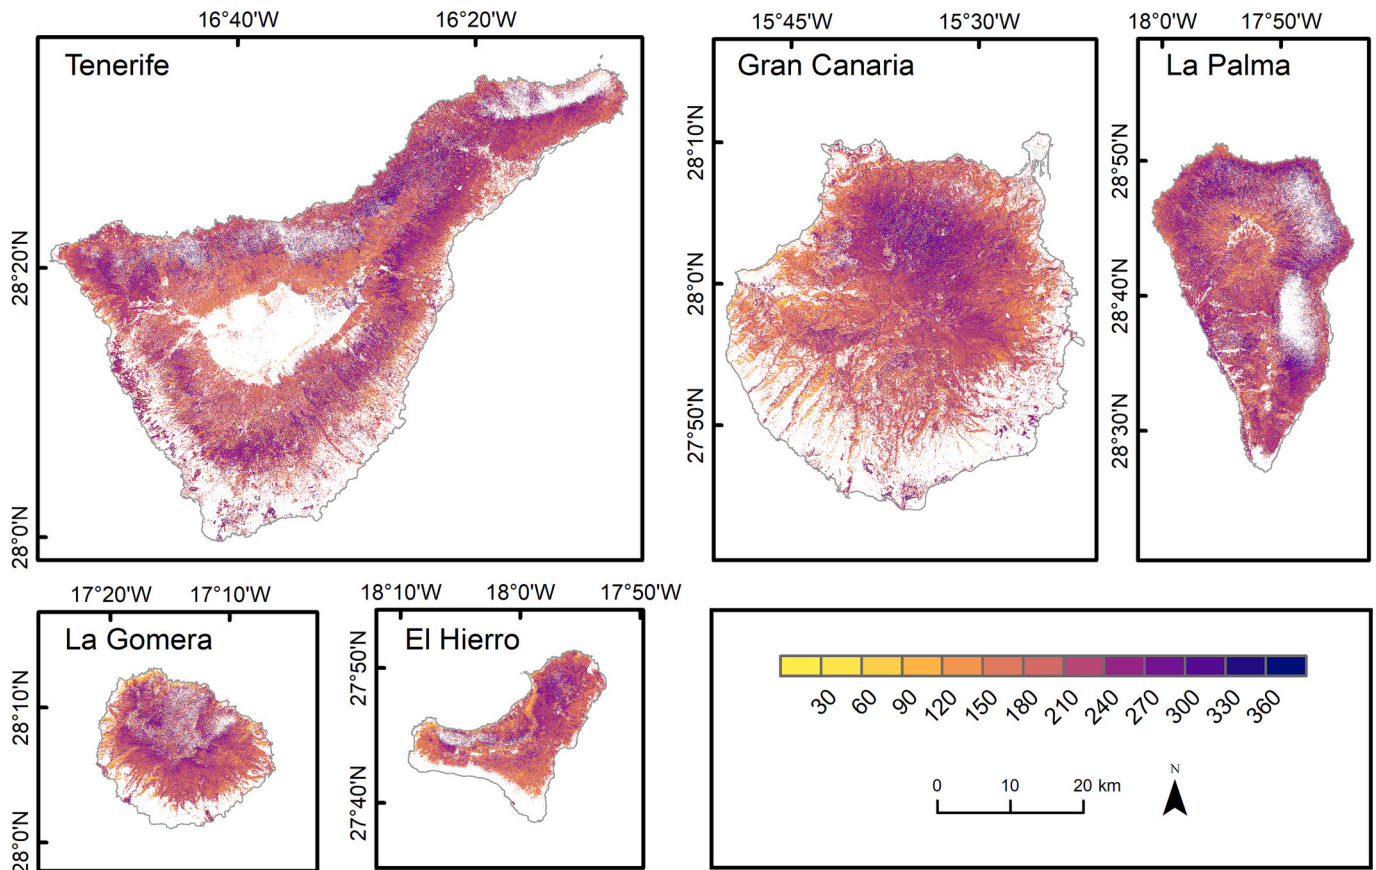 16°40'W 16°20'W
Tenerife
28°20'N
28°0'N
15°45'W 15°30'W
Gran Canaria
28°10'N
28°0'N
27°50'N
18°0'W 17°50'W
La Palma
28°50'N
28°40'N
28°30'N
17°20'W 17°10'W
La Gomera
28°10'N
28°0'N
18°10'W 18°0'W 17°50'W
El Hierro
27°50'N
27°40'N
30 60 90 120 150 180 210 240 270 300 330 360
N
0 10 20 km